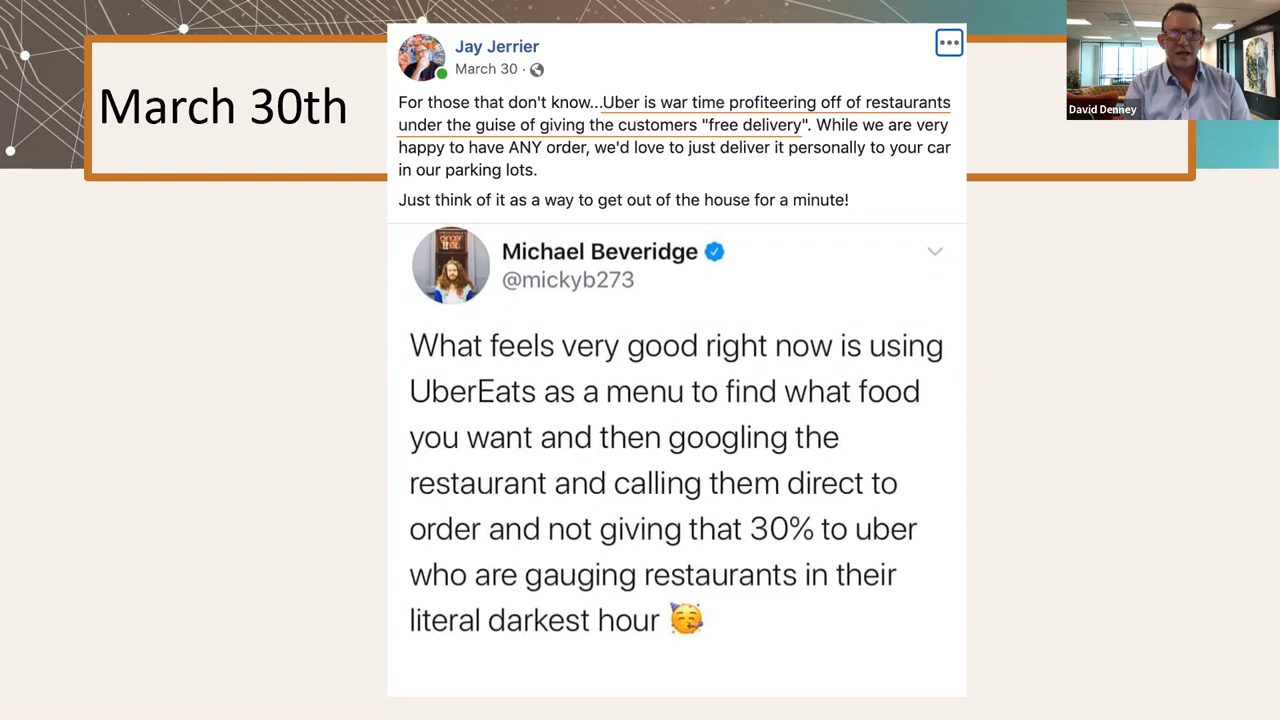 March 30th
Jay Jerrier
March 30 ·
For those that don't know...Uber is war time profiteering off of restaurants
under the guise of giving the customers "free delivery". While we are very
happy to have ANY order, we'd love to just deliver it personally to your car
in our parking lots.
Just think of it as a way to get out of the house for a minute!
Michael Beveridge
@mickyb273
What feels very good right now is using
UberEats as a menu to find what food
you want and then googling the
restaurant and calling them direct to
order and not giving that 30% to uber
who are gauging restaurants in their
literal darkest hour 🥳
David Denney